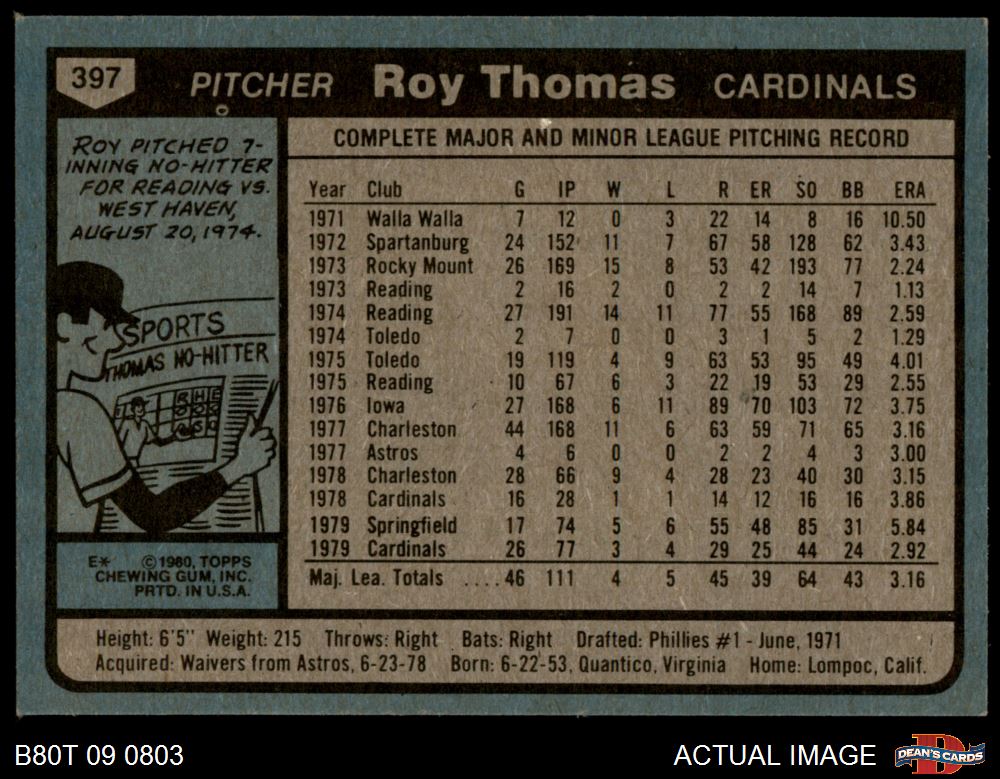 397 PITCHER Roy Thomas CARDINALS
ROY PITCHED 7-
INNING NO-HITTER
FOR READING VS.
WEST HAVEN,
AUGUST 20, 1974.
SPORTS
THOMAS NO-HITTER
R H E
E* © 1980, TOPPS
CHEWING GUM, INC.
PRTD. IN U.S.A.
COMPLETE MAJOR AND MINOR LEAGUE PITCHING RECORD
Year Club G IP W L R ER SO BB ERA
1971 Walla Walla 7 12 0 3 22 14 8 16 10.50
1972 Spartanburg 24 152 11 7 67 58 128 62 3.43
1973 Rocky Mount 26 169 15 8 53 42 193 77 2.24
1973 Reading 2 16 2 0 2 2 14 7 1.13
1974 Reading 27 191 14 11 77 55 168 89 2.59
1974 Toledo 2 7 0 0 3 1 5 2 1.29
1975 Toledo 19 119 4 9 63 53 95 49 4.01
1975 Reading 10 67 6 3 22 19 53 29 2.55
1976 Iowa 27 168 6 11 89 70 103 72 3.75
1977 Charleston 44 168 11 6 63 59 71 65 3.16
1977 Astros 4 6 0 0 2 2 4 3 3.00
1978 Charleston 28 66 9 4 28 23 40 30 3.15
1978 Cardinals 16 28 1 1 14 12 16 16 3.86
1979 Springfield 17 74 5 6 55 48 85 31 5.84
1979 Cardinals 26 77 3 4 29 25 44 24 2.92
Maj. Lea. Totals ....46 111 4 5 45 39 64 43 3.16
Height: 6'5" Weight: 215 Throws: Right Bats: Right Drafted: Phillies #1 - June, 1971
Acquired: Waivers from Astros, 6-23-78 Born: 6-22-53, Quantico, Virginia Home: Lompoc, Calif.
B80T 09 0803 ACTUAL IMAGE DEAN'S CARDS